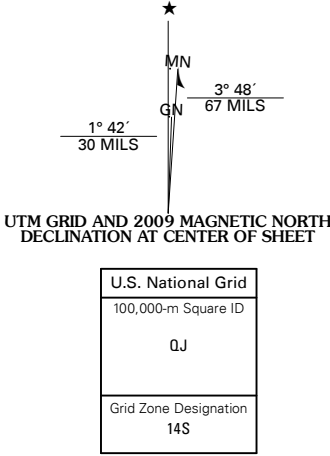 ★
MN
GN
3° 48´
67 MILS
1° 42´
30 MILS
UTM GRID AND 2009 MAGNETIC NORTH
DECLINATION AT CENTER OF SHEET
U.S. National Grid
100,000-m Square ID
QJ
Grid Zone Designation
14S